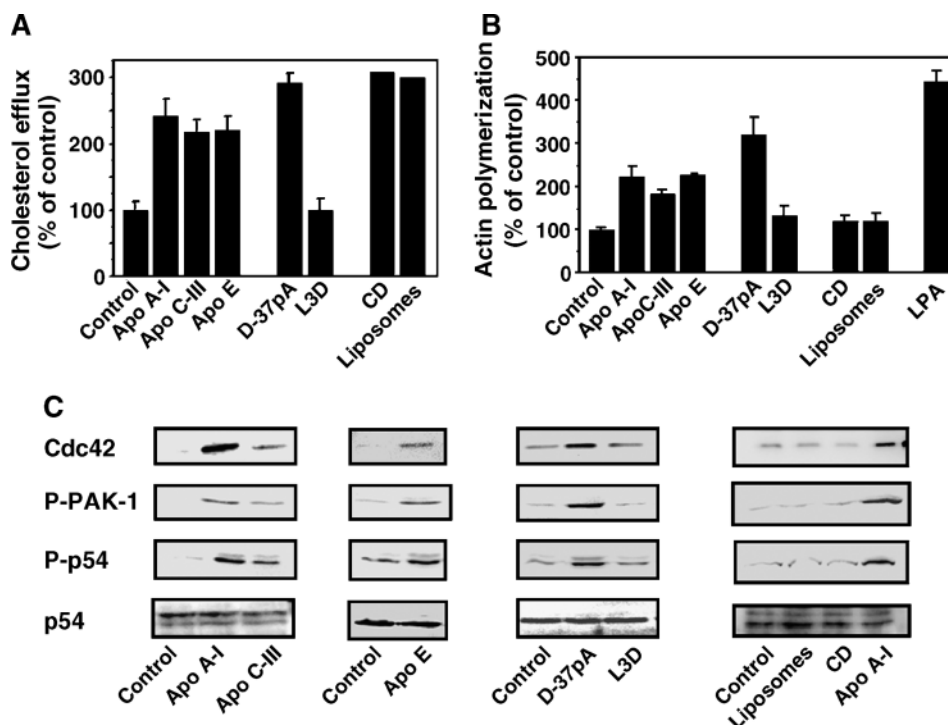 A
Cholesterol efflux
(% of control)
300
200
100
0
Control
Apo A-I
Apo C-III
Apo E
D-37pA
L3D
CD
Liposomes
B
Actin polymerization
(% of control)
500
400
300
200
100
0
Control
Apo A-I
ApoC-III
Apo E
D-37pA
L3D
CD
Liposomes
LPA
C
Cdc42
P-PAK-1
P-p54
p54
Control
Apo A-I
Apo C-III
Control
Apo E
Control
D-37pA
L3D
Control
Liposomes
CD
Apo A-I